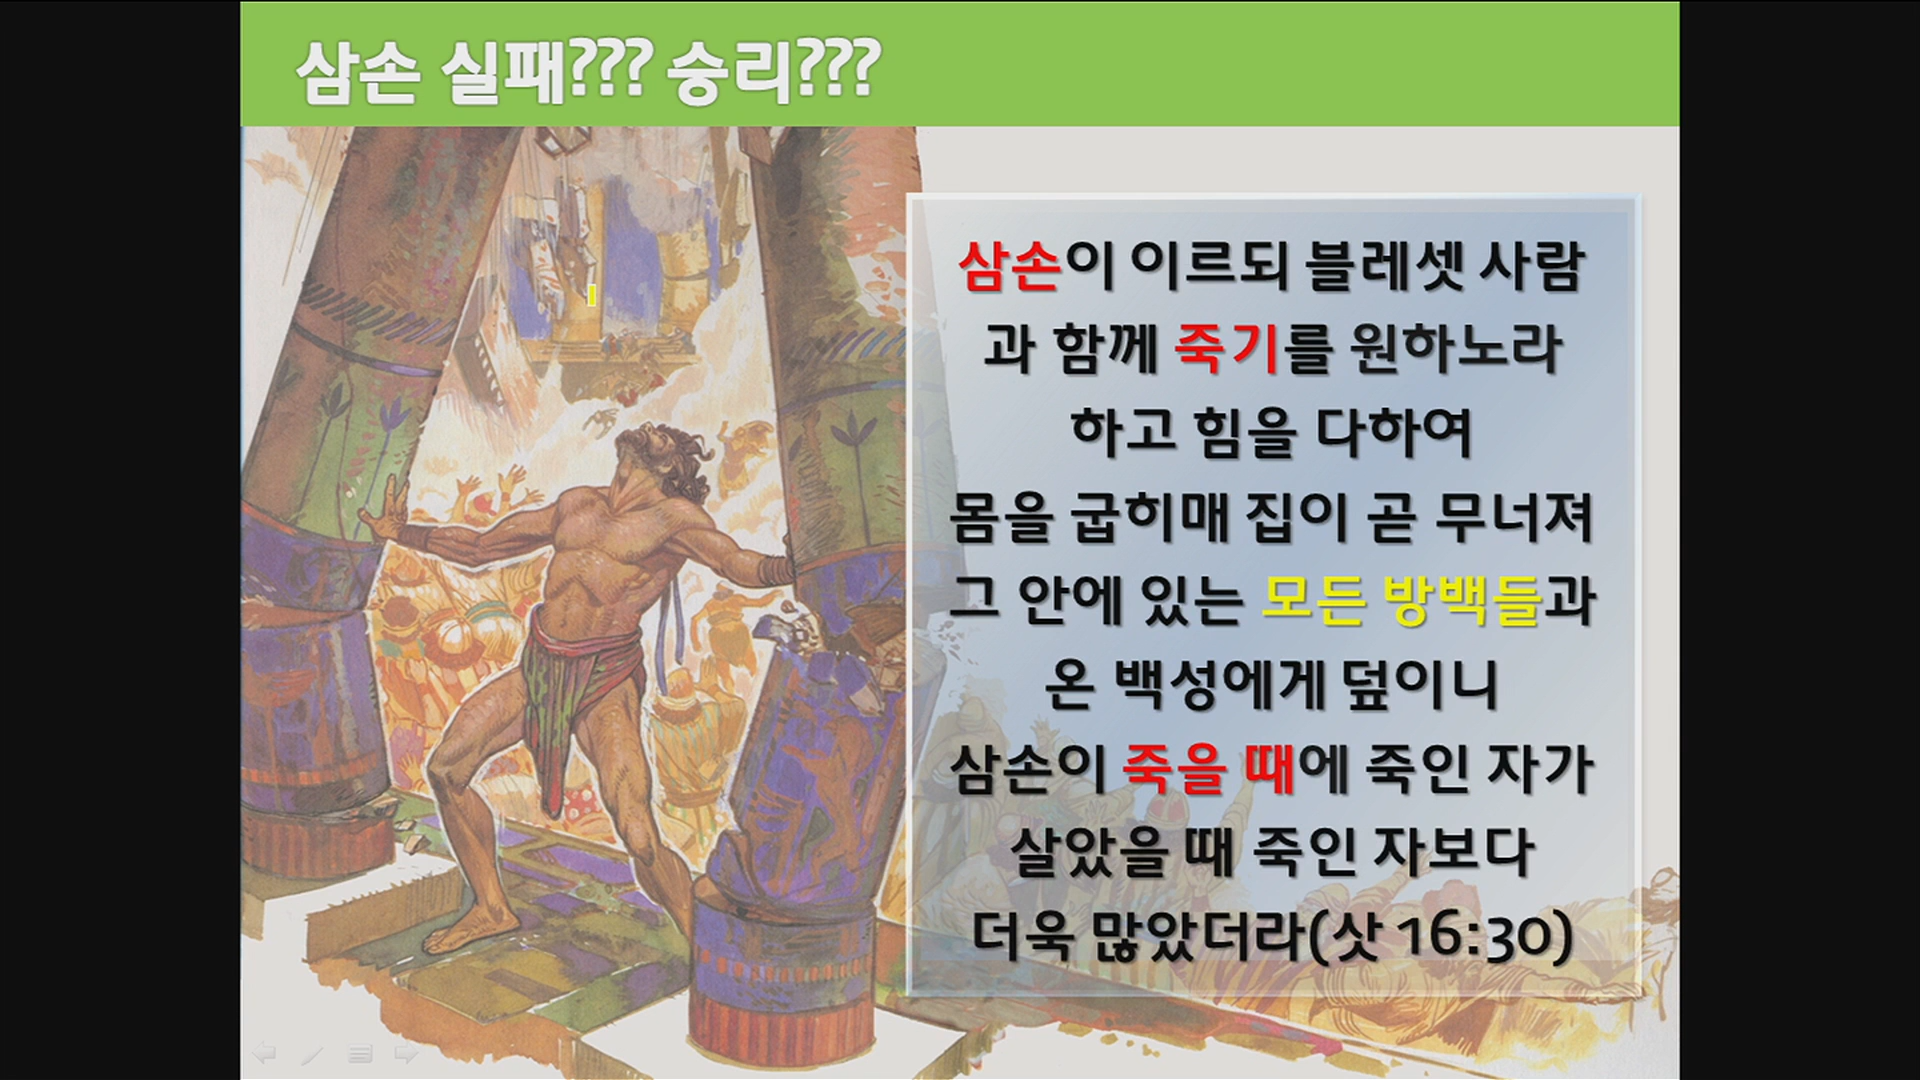 삼손 실패??? 승리???
삼손이 이르되 블레셋 사람
과 함께 죽기를 원하노라
하고 힘을 다하여
몸을 굽히매 집이 곧 무너져
그 안에 있는 모든 방백들과
온 백성에게 덮이니
삼손이 죽을 때에 죽인 자가
살았을 때 죽인 자보다
더욱 많았더라(삿 16:30)